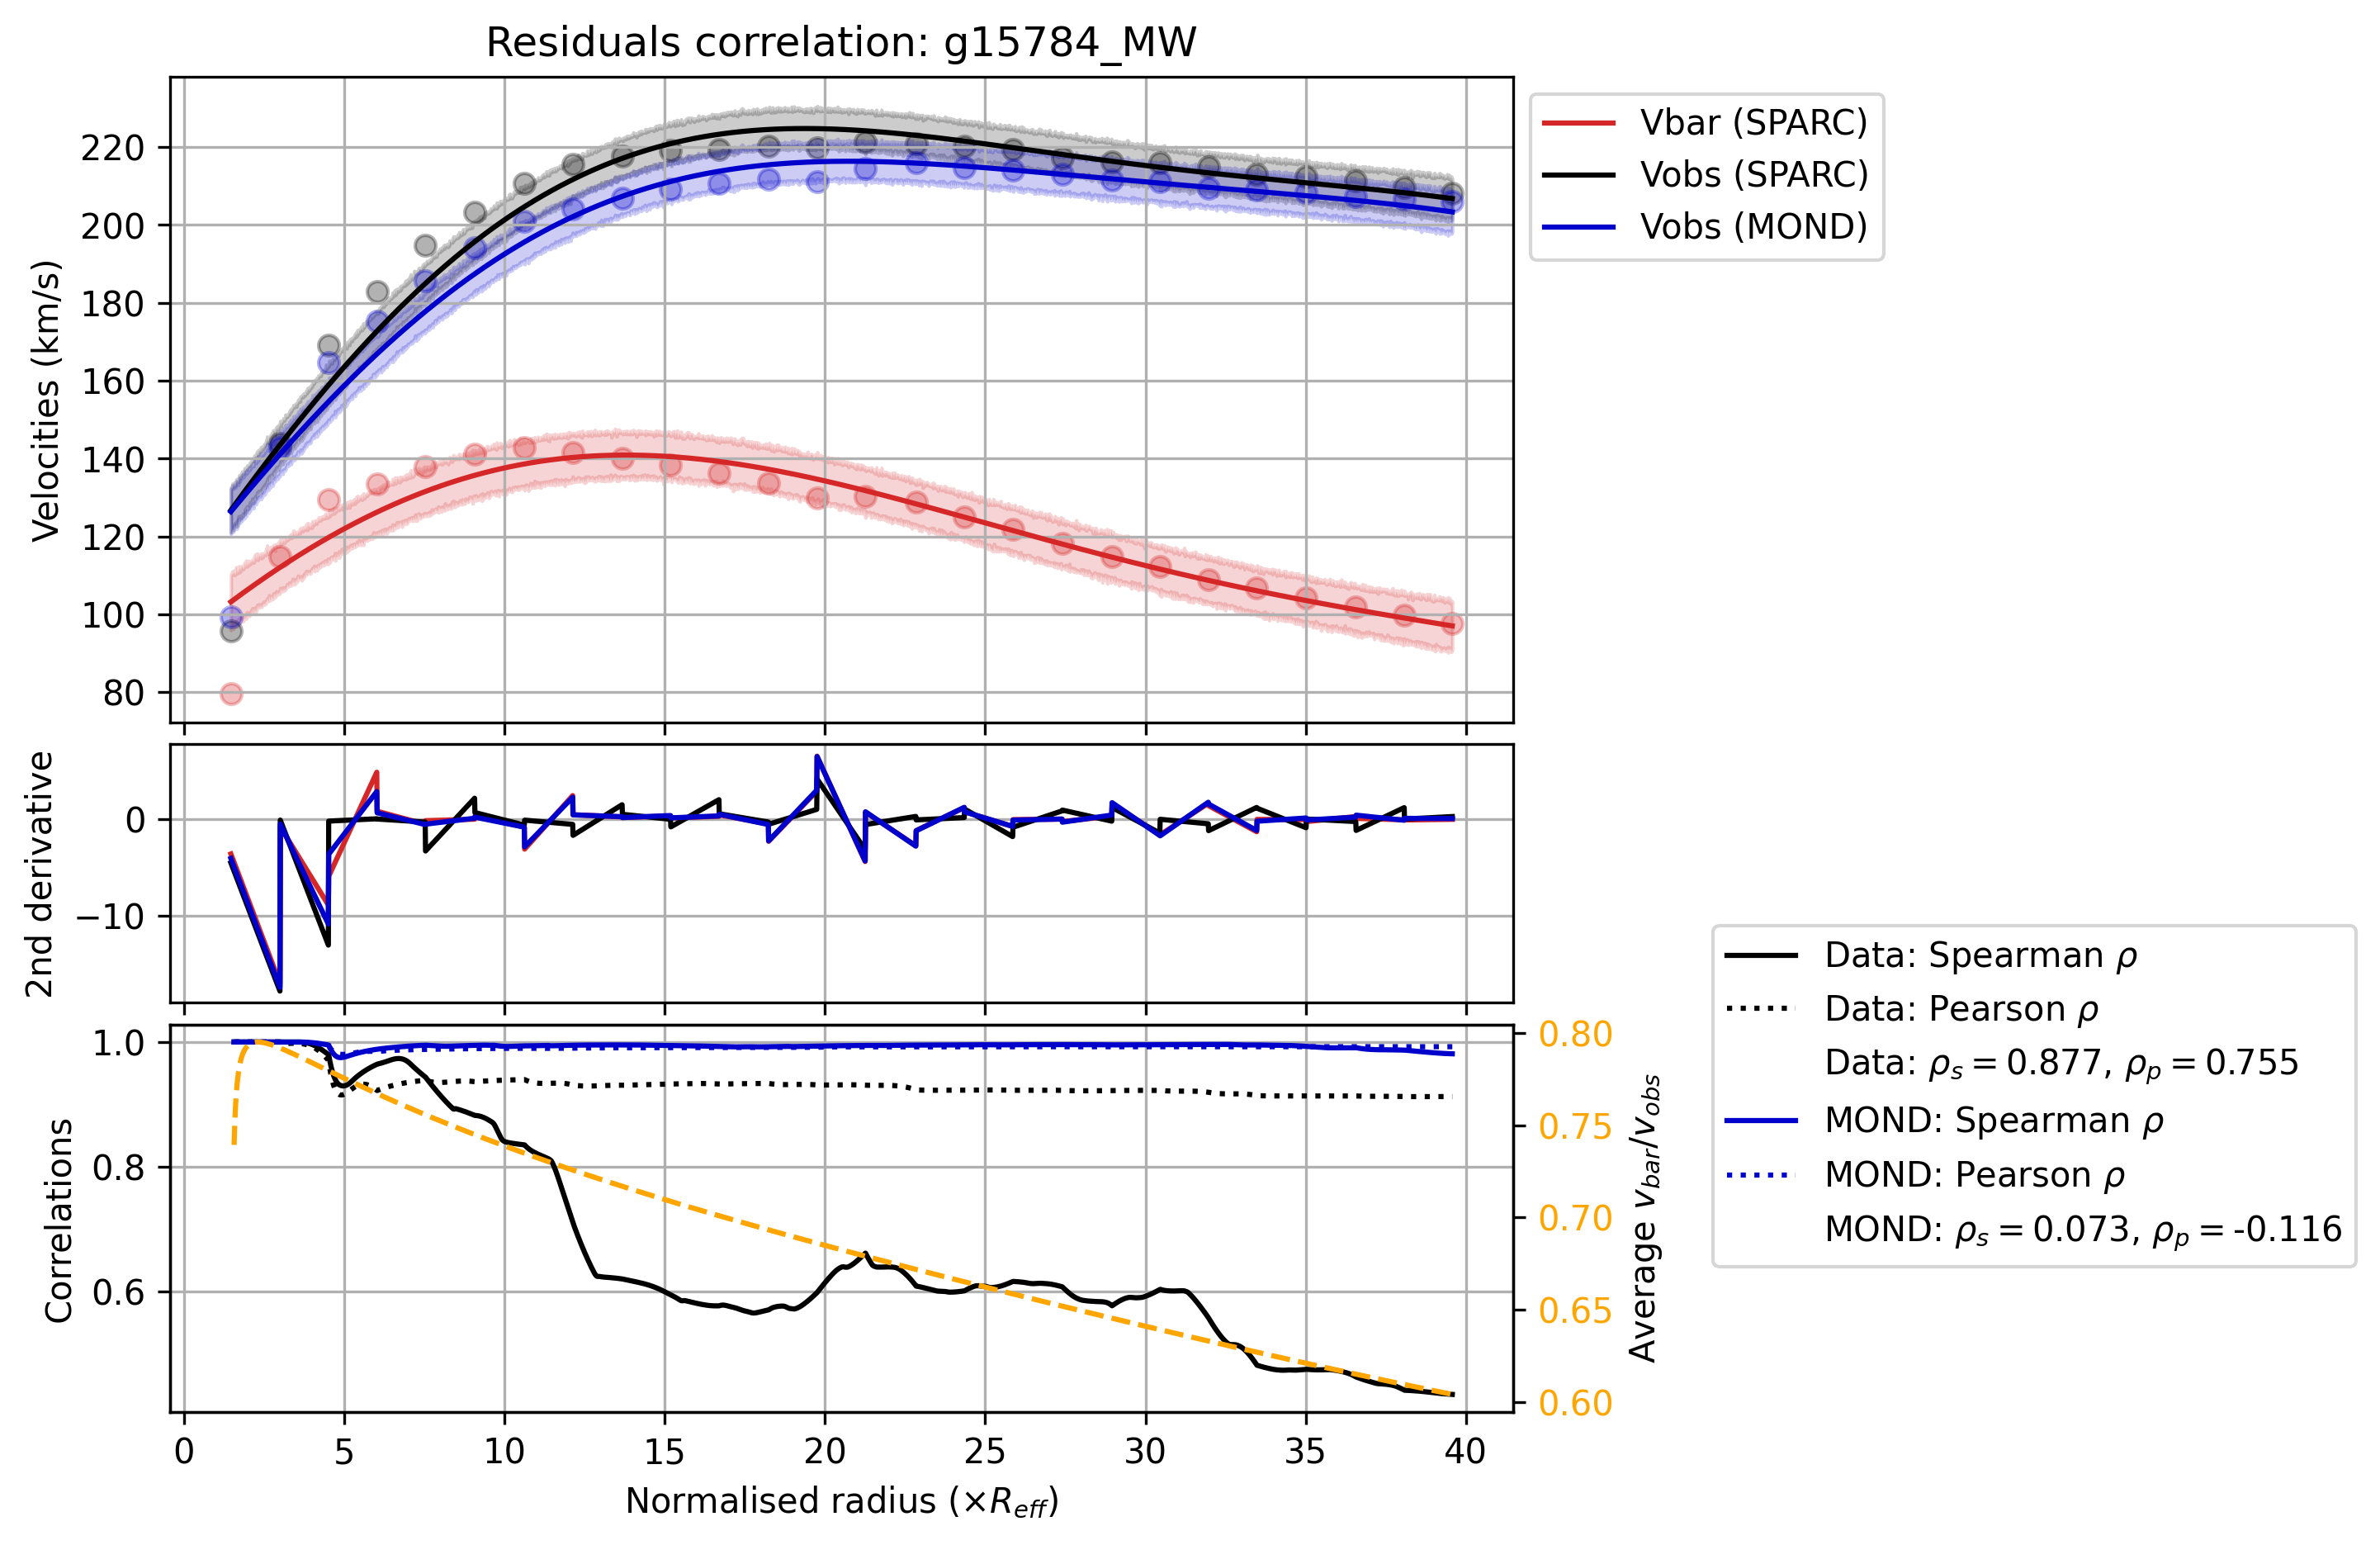 Residuals correlation: g15784_MW
Velocities (km/s)
220
200
180
160
140
120
100
80
Vbar (SPARC)
Vobs (SPARC)
Vobs (MOND)
2nd derivative
0
−10
Correlations
1.0
0.8
0.6
0.80
0.75
0.70
0.65
0.60
Average v_bar/v_obs
Data: Spearman ρ
Data: Pearson ρ
Data: ρ_s = 0.877, ρ_p = 0.755
MOND: Spearman ρ
MOND: Pearson ρ
MOND: ρ_s = 0.073, ρ_p = -0.116
0 5 10 15 20 25 30 35 40
Normalised radius (×R_eff)